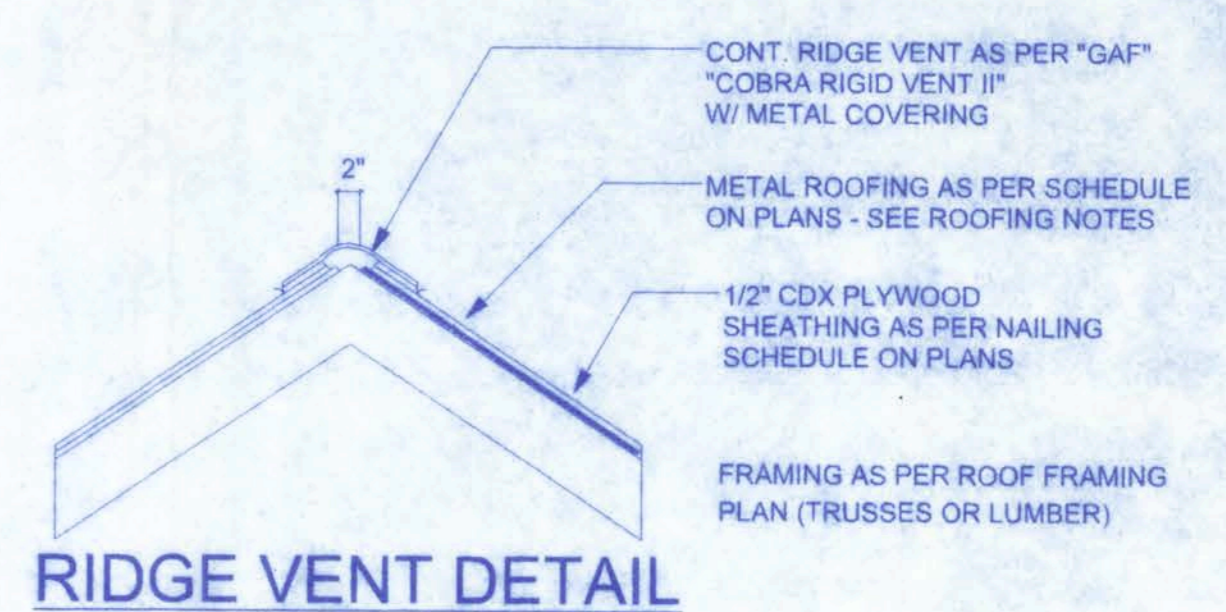 CONT. RIDGE VENT AS PER "GAF"
"COBRA RIGID VENT II"
W/ METAL COVERING
2"
METAL ROOFING AS PER SCHEDULE
ON PLANS - SEE ROOFING NOTES
1/2" CDX PLYWOOD
SHEATHING AS PER NAILING
SCHEDULE ON PLANS
FRAMING AS PER ROOF FRAMING
PLAN (TRUSSES OR LUMBER)
RIDGE VENT DETAIL